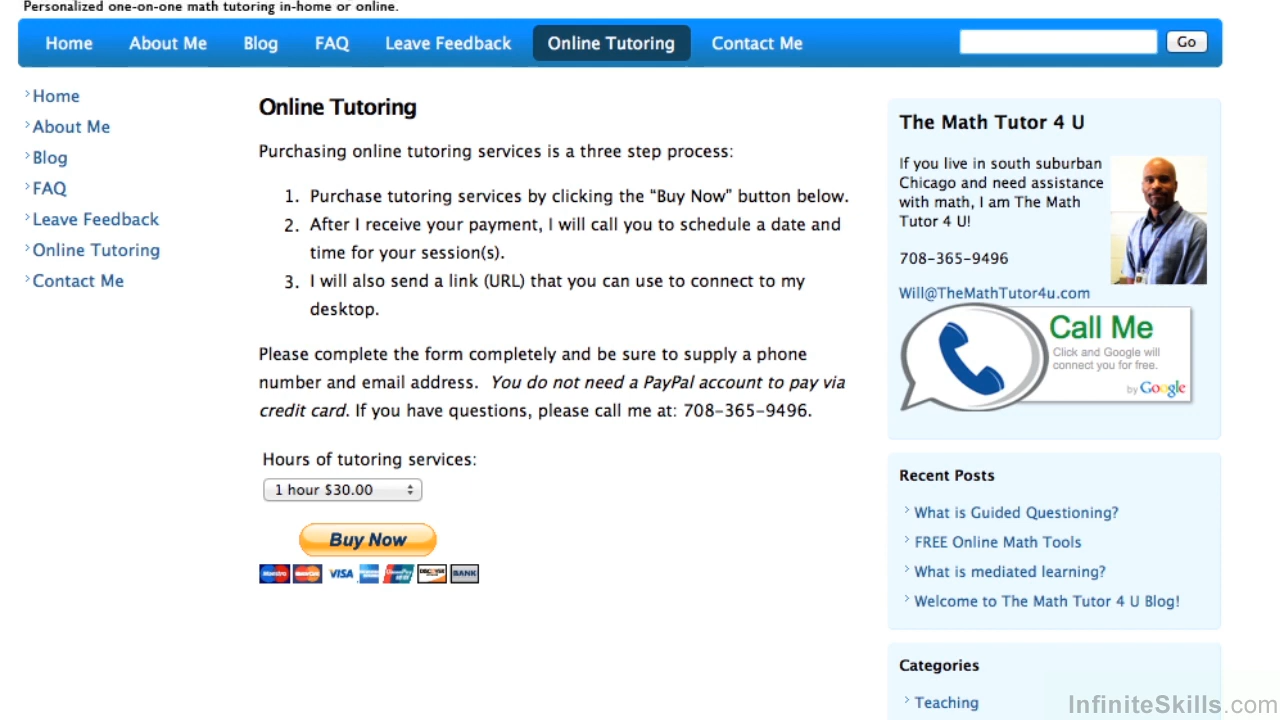 Personalized one-on-one math tutoring in-home or online.
Home About Me Blog FAQ Leave Feedback Online Tutoring Contact Me Go
Home
About Me
Blog
FAQ
Leave Feedback
Online Tutoring
Contact Me
Online Tutoring
Purchasing online tutoring services is a three step process:
1. Purchase tutoring services by clicking the “Buy Now” button below.
2. After I receive your payment, I will call you to schedule a date and
time for your session(s).
3. I will also send a link (URL) that you can use to connect to my
desktop.
Please complete the form completely and be sure to supply a phone
number and email address. You do not need a PayPal account to pay via
credit card. If you have questions, please call me at: 708-365-9496.
Hours of tutoring services:
1 hour $30.00
Buy Now
Maestro MasterCard VISA DISCOVER BANK
The Math Tutor 4 U
If you live in south suburban
Chicago and need assistance
with math, I am The Math
Tutor 4 U!
708-365-9496
Will@TheMathTutor4u.com
Call Me
Click and Google will
connect you for free.
by Google
Recent Posts
What is Guided Questioning?
FREE Online Math Tools
What is mediated learning?
Welcome to The Math Tutor 4 U Blog!
Categories
Teaching
InfiniteSkills.com